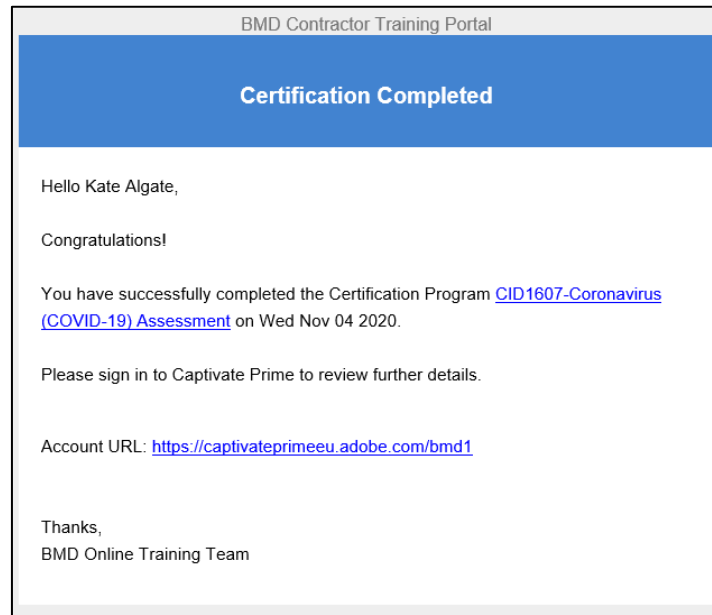 BMD Contractor Training Portal
Certification Completed
Hello Kate Algate,
Congratulations!
You have successfully completed the Certification Program CID1607-Coronavirus
(COVID-19) Assessment on Wed Nov 04 2020.
Please sign in to Captivate Prime to review further details.
Account URL: https://captivateprimeeu.adobe.com/bmd1
Thanks,
BMD Online Training Team